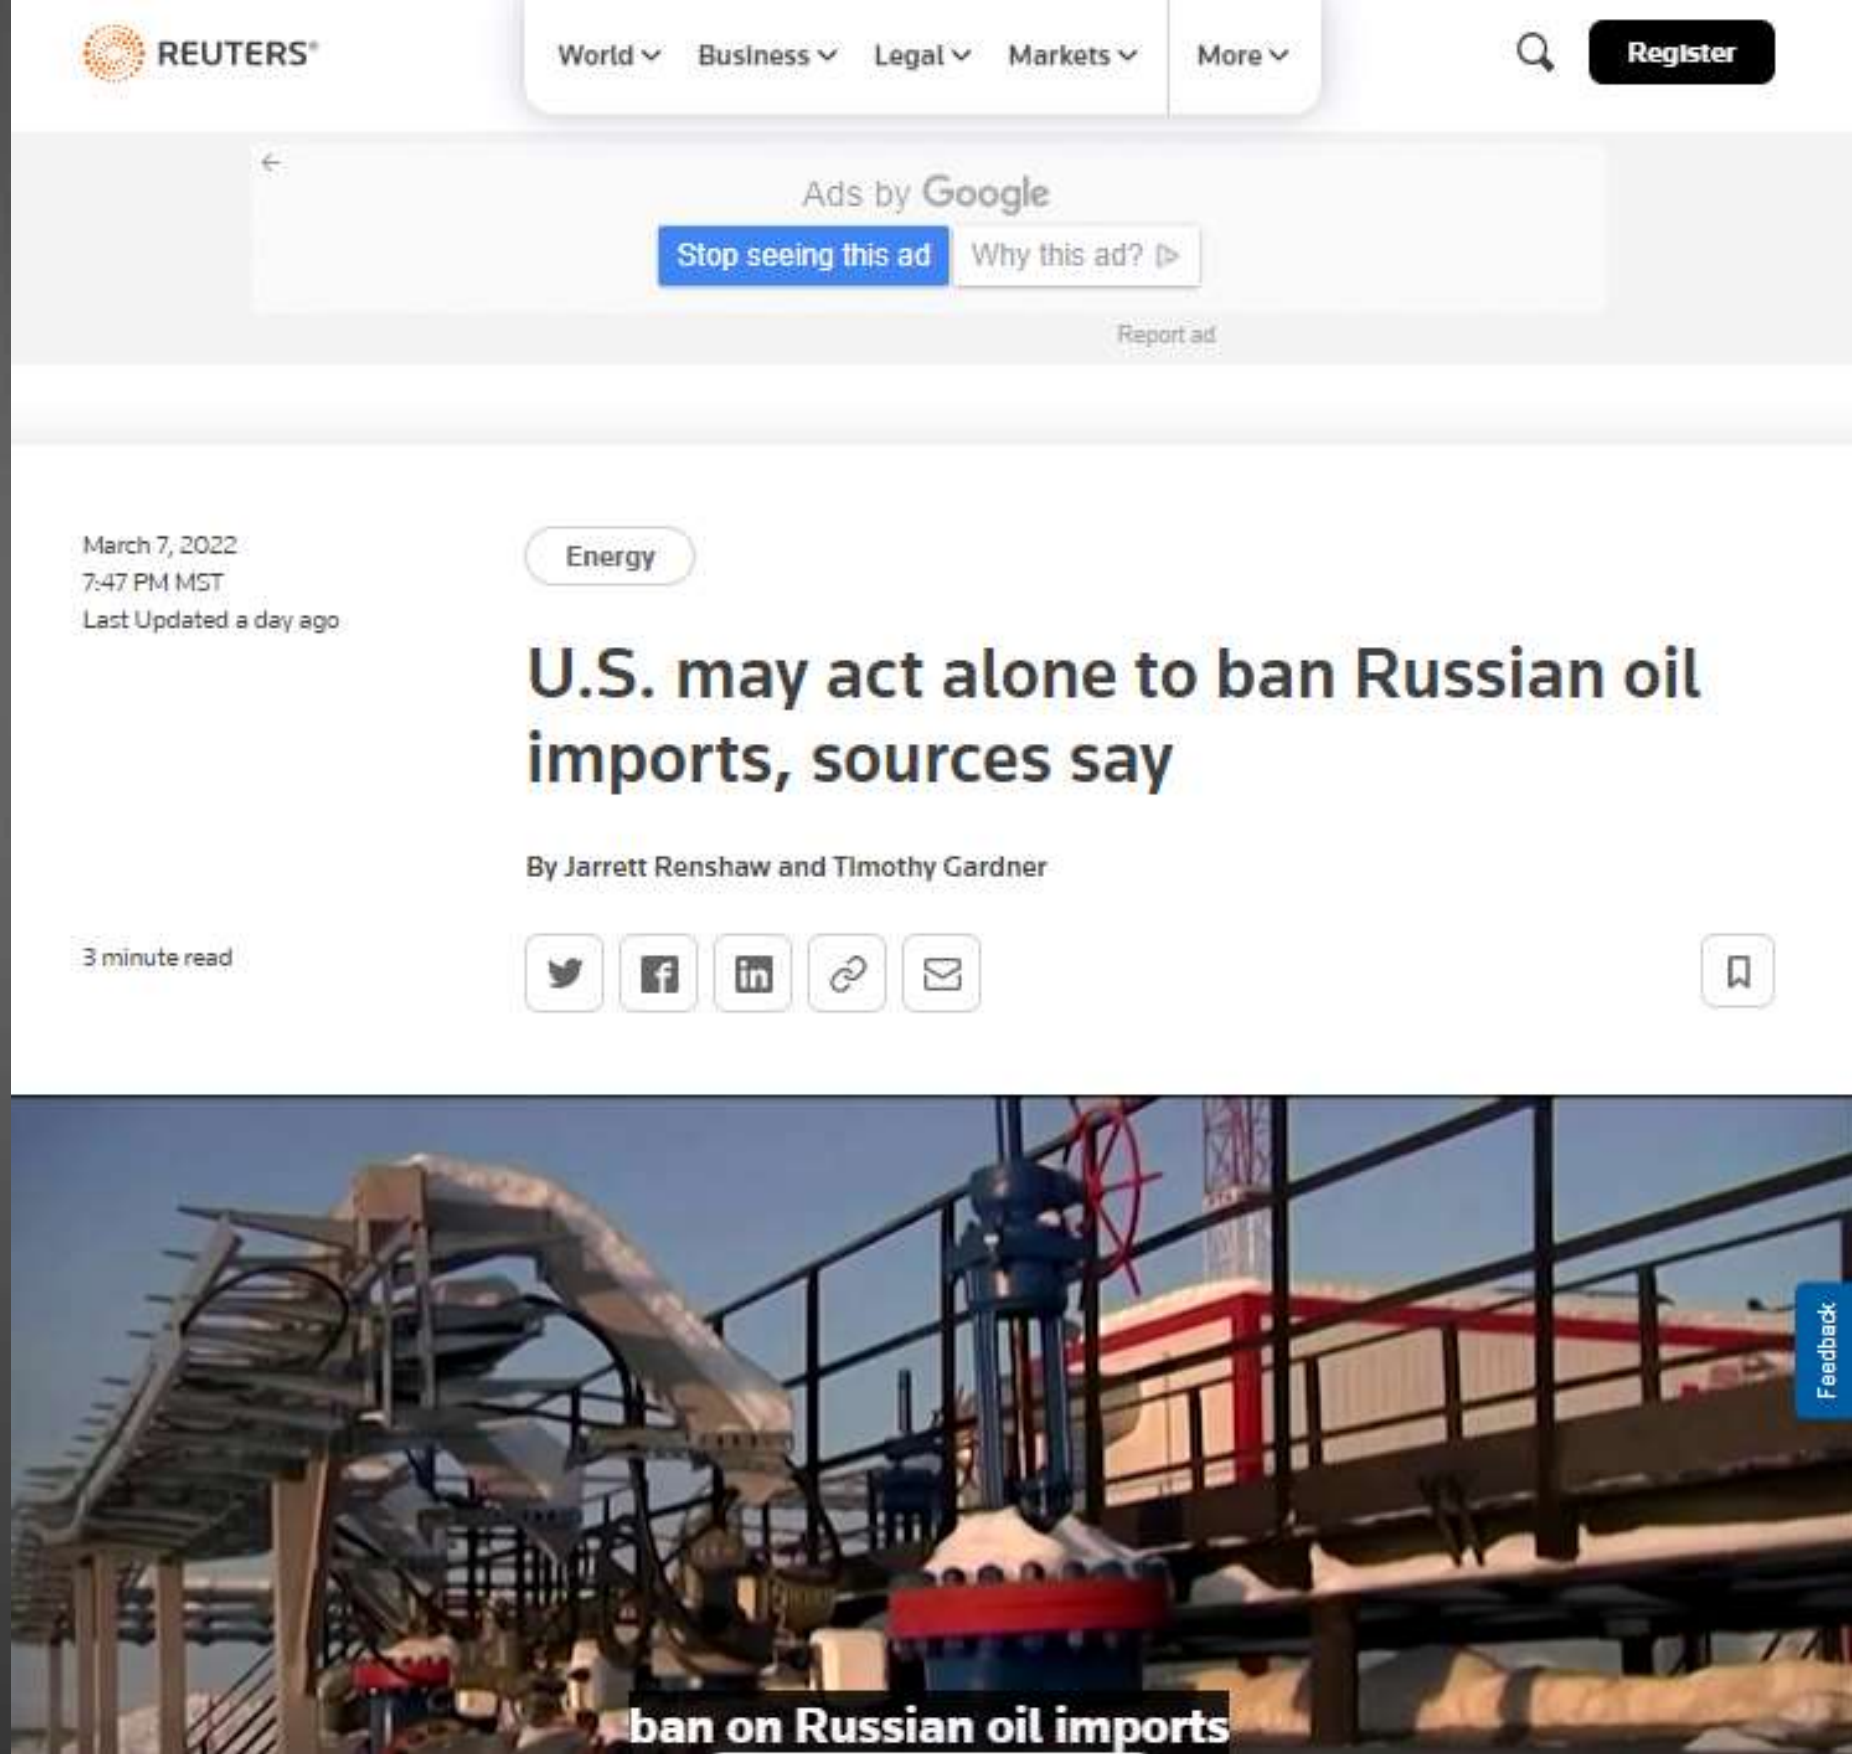 REUTERS®
World Business Legal Markets More
Register
Ads by Google
Stop seeing this ad Why this ad?
Report ad
March 7, 2022
7:47 PM MST
Last Updated a day ago
Energy
U.S. may act alone to ban Russian oil
imports, sources say
By Jarrett Renshaw and Timothy Gardner
3 minute read
Feedback
ban on Russian oil imports